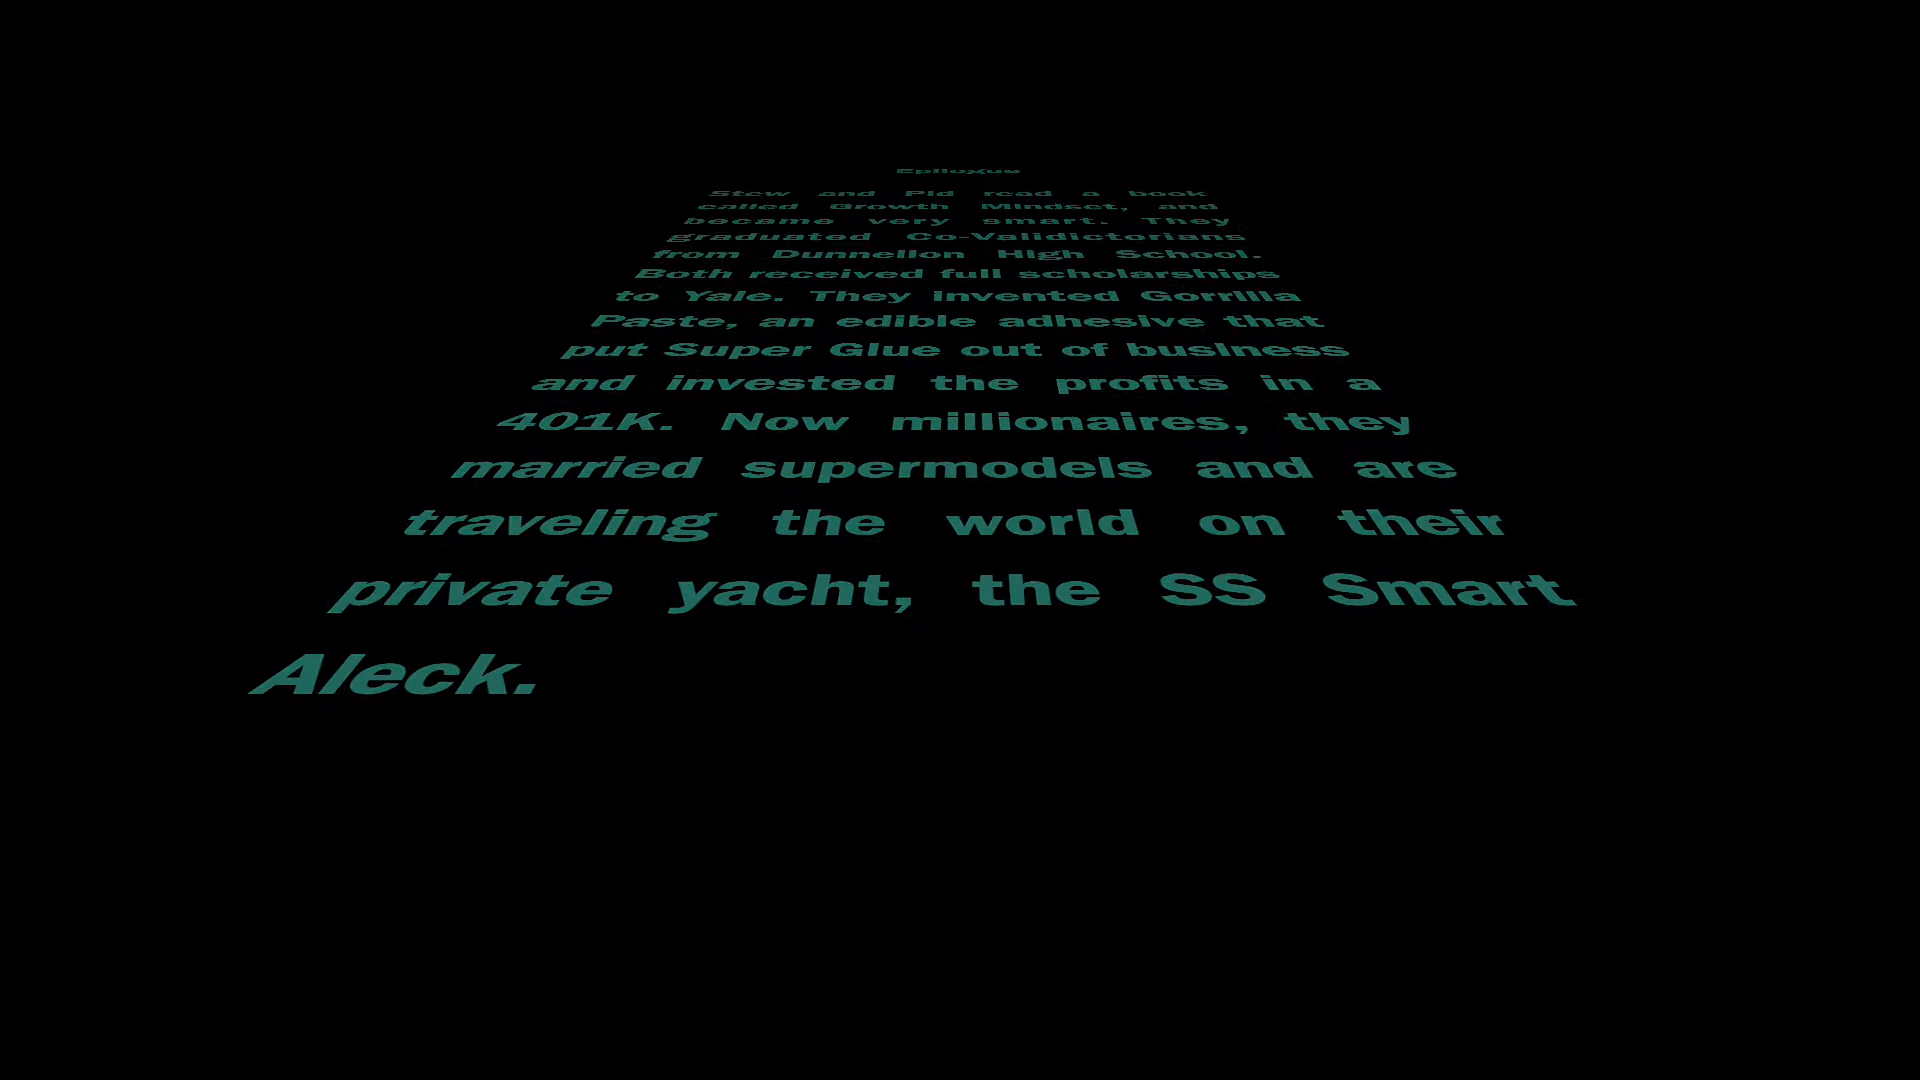 Epilogue
Stew and Pid read a book
called Growth Mindset, and
became very smart. They
graduated Co-Validictorians
from Dunnellon High School.
Both received full scholarships
to Yale. They invented Gorrilla
Paste, an edible adhesive that
put Super Glue out of business
and invested the profits in a
401K. Now millionaires, they
married supermodels and are
traveling the world on their
private yacht, the SS Smart
Aleck.